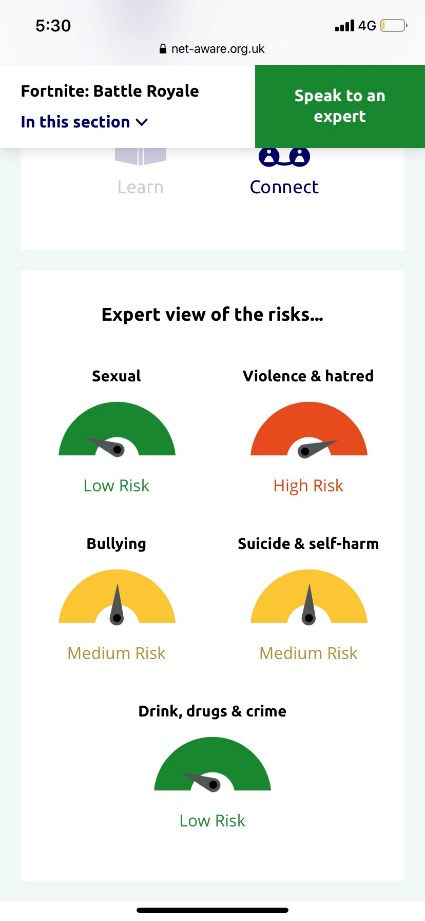 5:30
4G
net-aware.org.uk
Fortnite: Battle Royale
In this section
Speak to an
expert
Learn
Connect
Expert view of the risks...
Sexual
Violence & hatred
Low Risk
High Risk
Bullying
Suicide & self-harm
Medium Risk
Medium Risk
Drink, drugs & crime
Low Risk